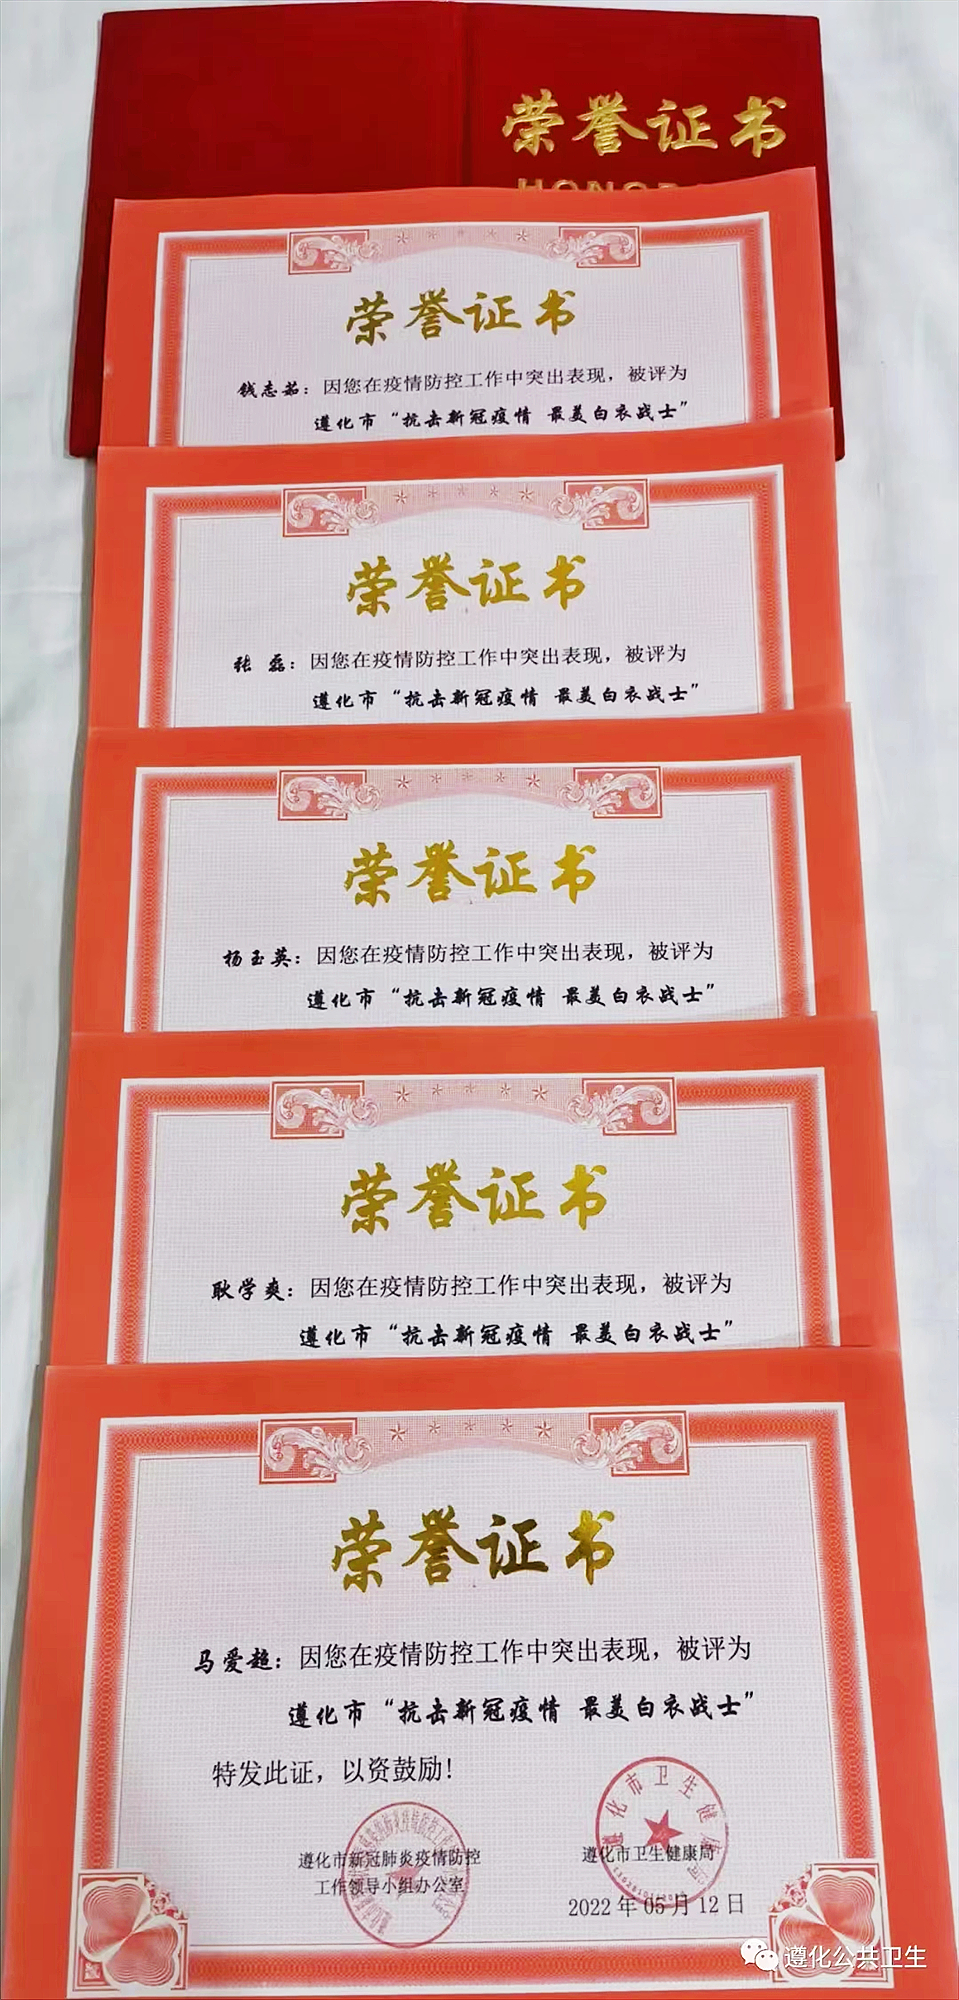 荣誉证书
荣誉证书
钱志茹：因您在疫情防控工作中突出表现，被评为
遵化市“抗击新冠疫情 最美白衣战士”
荣誉证书
张 磊：因您在疫情防控工作中突出表现，被评为
遵化市“抗击新冠疫情 最美白衣战士”
荣誉证书
杨玉英：因您在疫情防控工作中突出表现，被评为
遵化市“抗击新冠疫情 最美白衣战士”
荣誉证书
耿学爽：因您在疫情防控工作中突出表现，被评为
遵化市“抗击新冠疫情 最美白衣战士”
荣誉证书
马爱超：因您在疫情防控工作中突出表现，被评为
遵化市“抗击新冠疫情 最美白衣战士”
特发此证，以资鼓励！
遵化市卫生健康局
遵化市新冠肺炎疫情防控
工作领导小组办公室
遵化市卫生健康局
2022年05月12日
遵化公共卫生